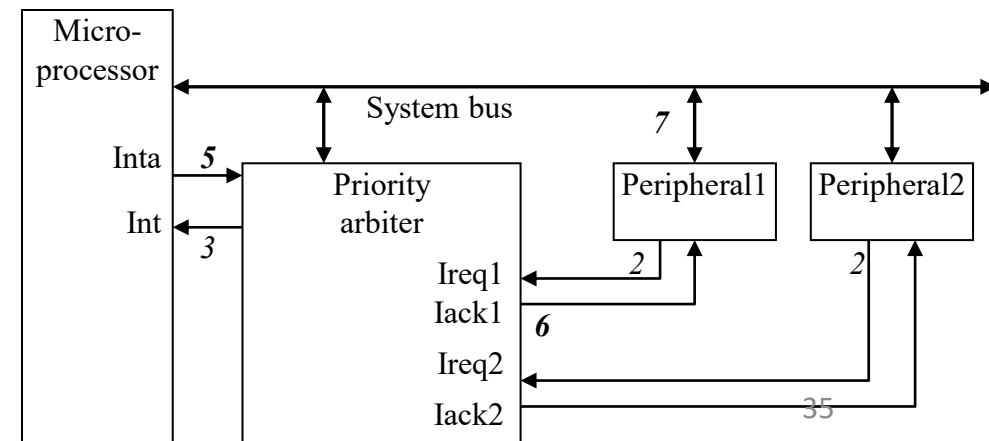 Micro-
processor
System bus
7
Inta
5
Priority
arbiter
Peripheral1
Peripheral2
Int
3
2
2
Ireq1
Iack1
6
Ireq2
Iack2
35